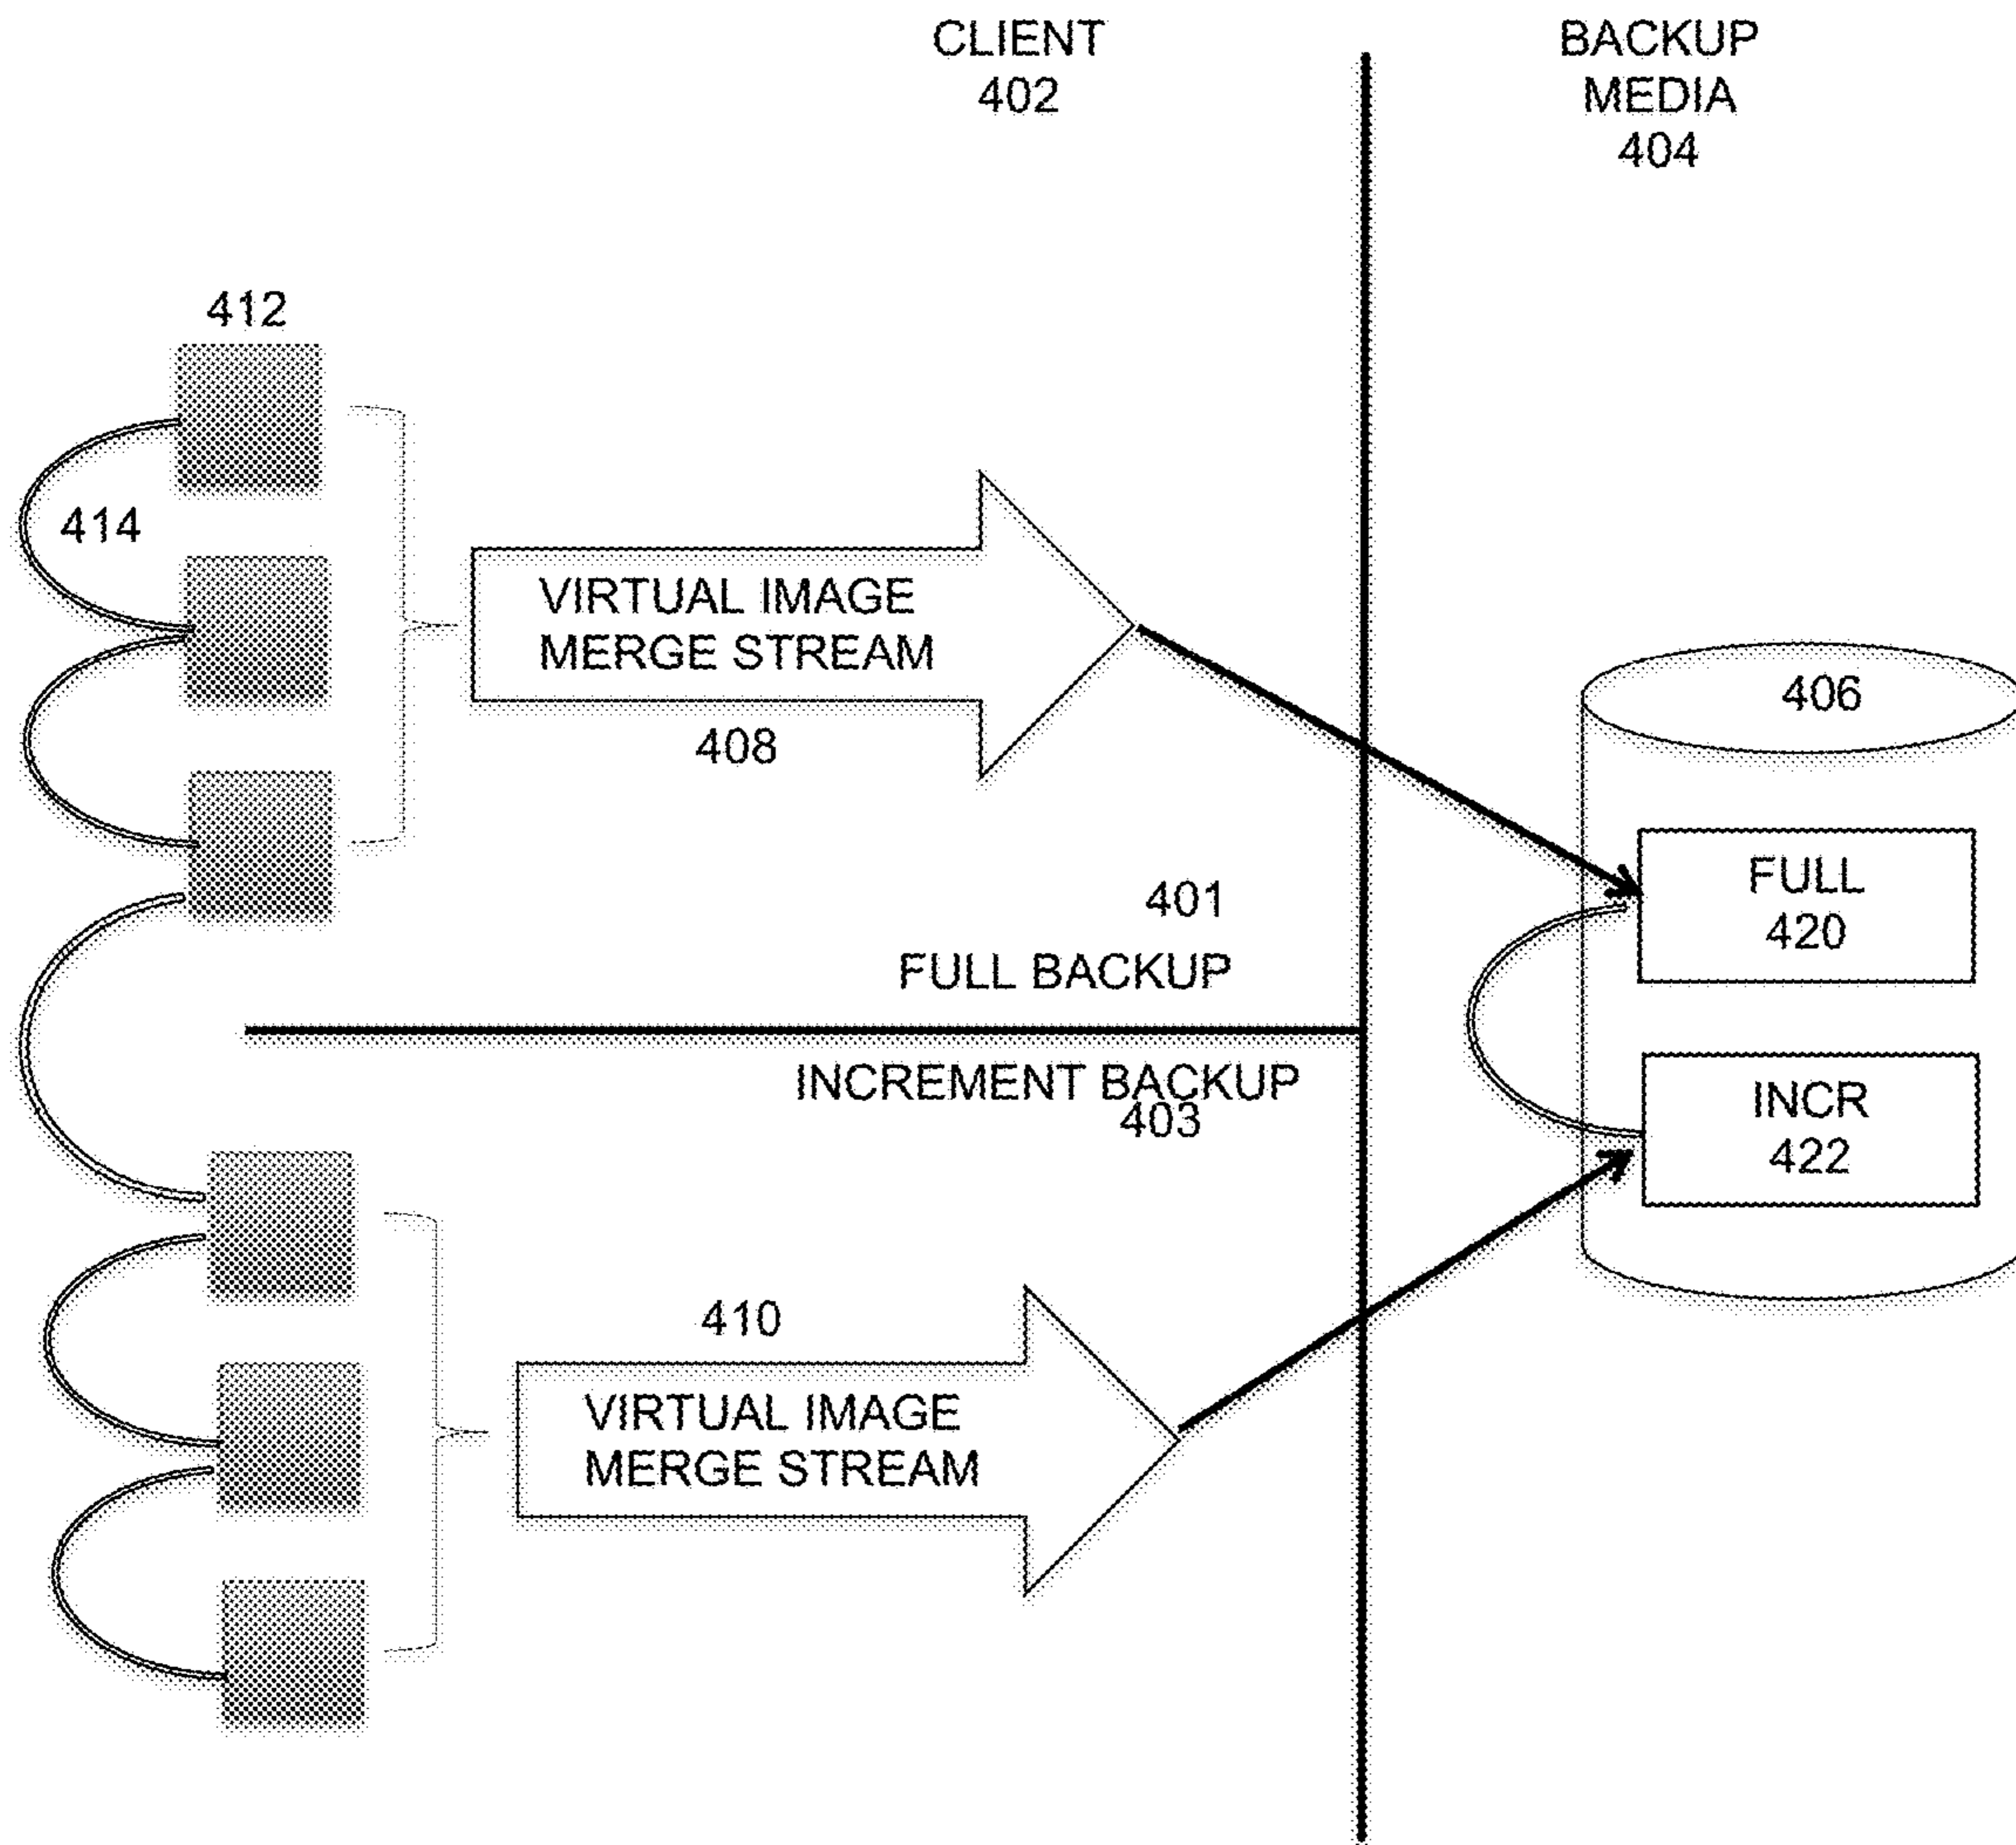 CLIENT
402
BACKUP
MEDIA
404
412
414
VIRTUAL IMAGE
MERGE STREAM
408
406
FULL
420
401
FULL BACKUP
INCREMENT BACKUP
403
INCR
422
410
VIRTUAL IMAGE
MERGE STREAM